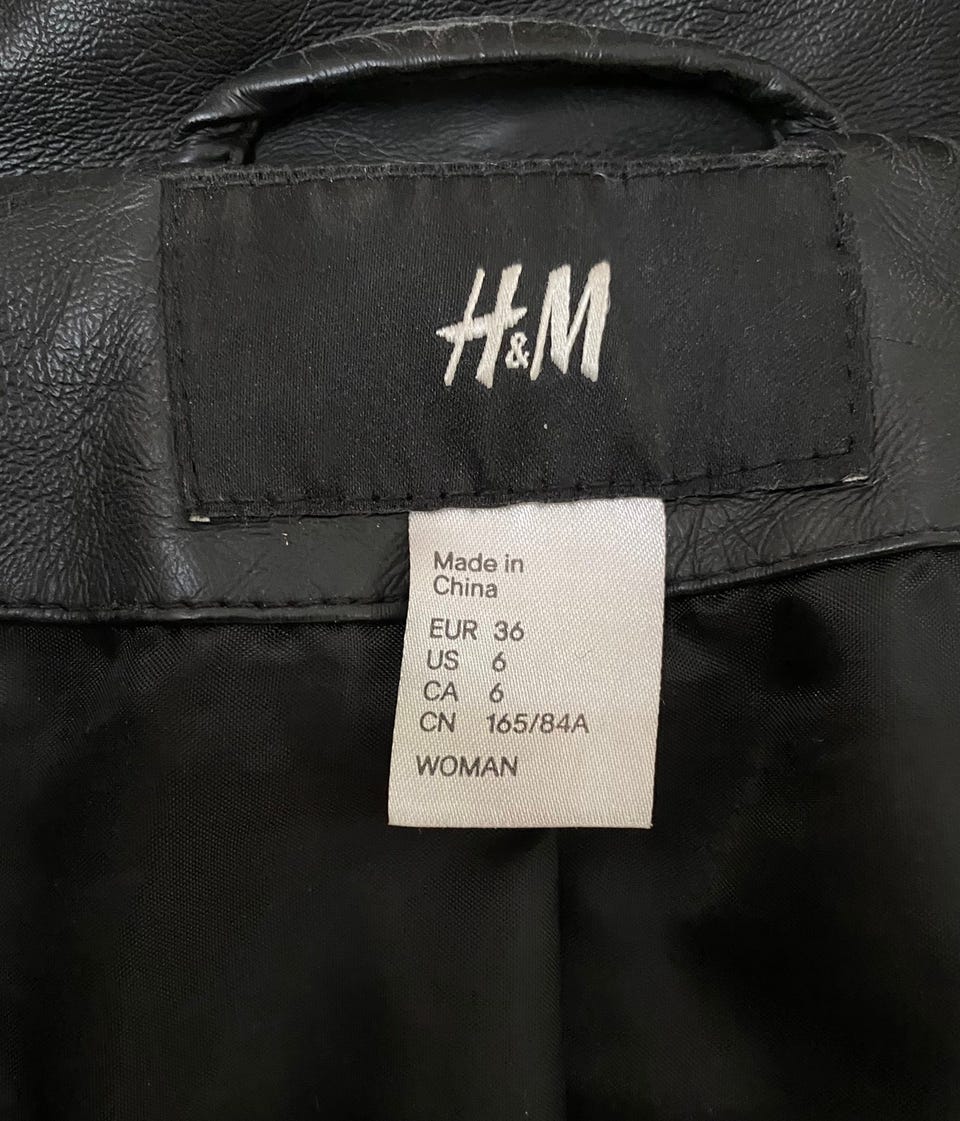 H&M
Made in
China
EUR 36
US 6
CA 6
CN 165/84A
WOMAN